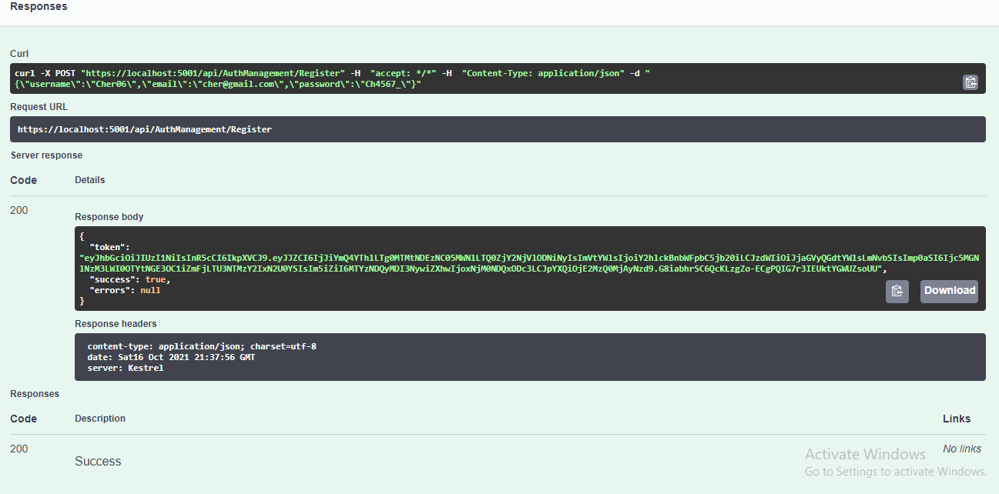 Responses
Curl
curl -X POST "https://localhost:5001/api/AuthManagement/Register" -H  "accept: */*" -H  "Content-Type: application/json" -d "
{\"username\":\"Cher06\",\"email\":\"cher@gmail.com\",\"password\":\"Ch4567_\"}"
Request URL
https://localhost:5001/api/AuthManagement/Register
Server response
Code Details
200
Response body
{
"token":
"eyJhbGciOiJIUzI1NiIsInR5cCI6IkpXVCJ9.eyJJZCI6IjJiYmQ4YThlLTg0MTMtNDEzNC05MWNlLTQ0ZjY2NjVlODNiNyIsImVtYWlsIjoiY2hlckBnbWFpbC5jb20iLCJzdWIiOiJjaGVyQGdtYWlsLmNvbSIsImp0aSI6Ijc5MGN
lNzM3LWI0OTYtNGE3OC1iZmFjLTU3NTMzY2IxN2U0YSIsIm5iZiI6MTYzNDQyMDI3NywiZXhwIjoxNjM0NDQxODc3LCJpYXQiOjE2MzQ0MjAyNzd9.G8iabhrSC6QcKLzgZo-ECgPQIG7r3IEUktYGWUZsoUU",
"success": true,
"errors": null
}
Download
Response headers
content-type: application/json; charset=utf-8
date: Sat16 Oct 2021 21:37:56 GMT
server: Kestrel
Responses
Code Description Links
200 No links
Success
Activate Windows
Go to Settings to activate Windows.